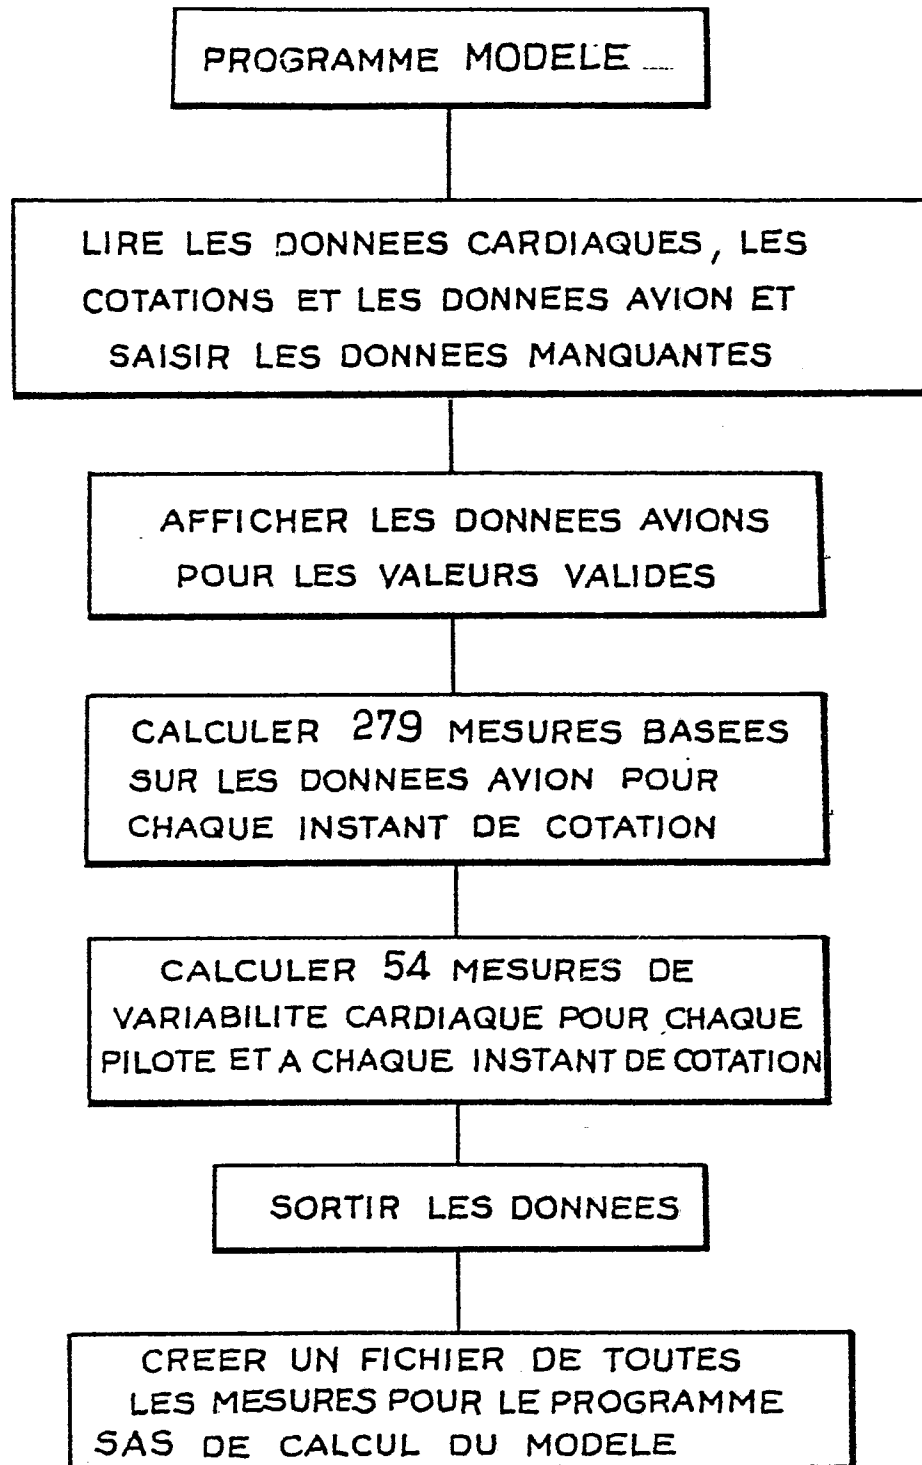 PROGRAMME MODELE
LIRE LES DONNEES CARDIAQUES, LES
COTATIONS ET LES DONNEES AVION ET
SAISIR LES DONNEES MANQUANTES
AFFICHER LES DONNEES AVIONS
POUR LES VALEURS VALIDES
CALCULER 279 MESURES BASEES
SUR LES DONNEES AVION POUR
CHAQUE INSTANT DE COTATION
CALCULER 54 MESURES DE
VARIABILITE CARDIAQUE POUR CHAQUE
PILOTE ET A CHAQUE INSTANT DE COTATION
SORTIR LES DONNEES
CREER UN FICHIER DE TOUTES
LES MESURES POUR LE PROGRAMME
SAS DE CALCUL DU MODELE